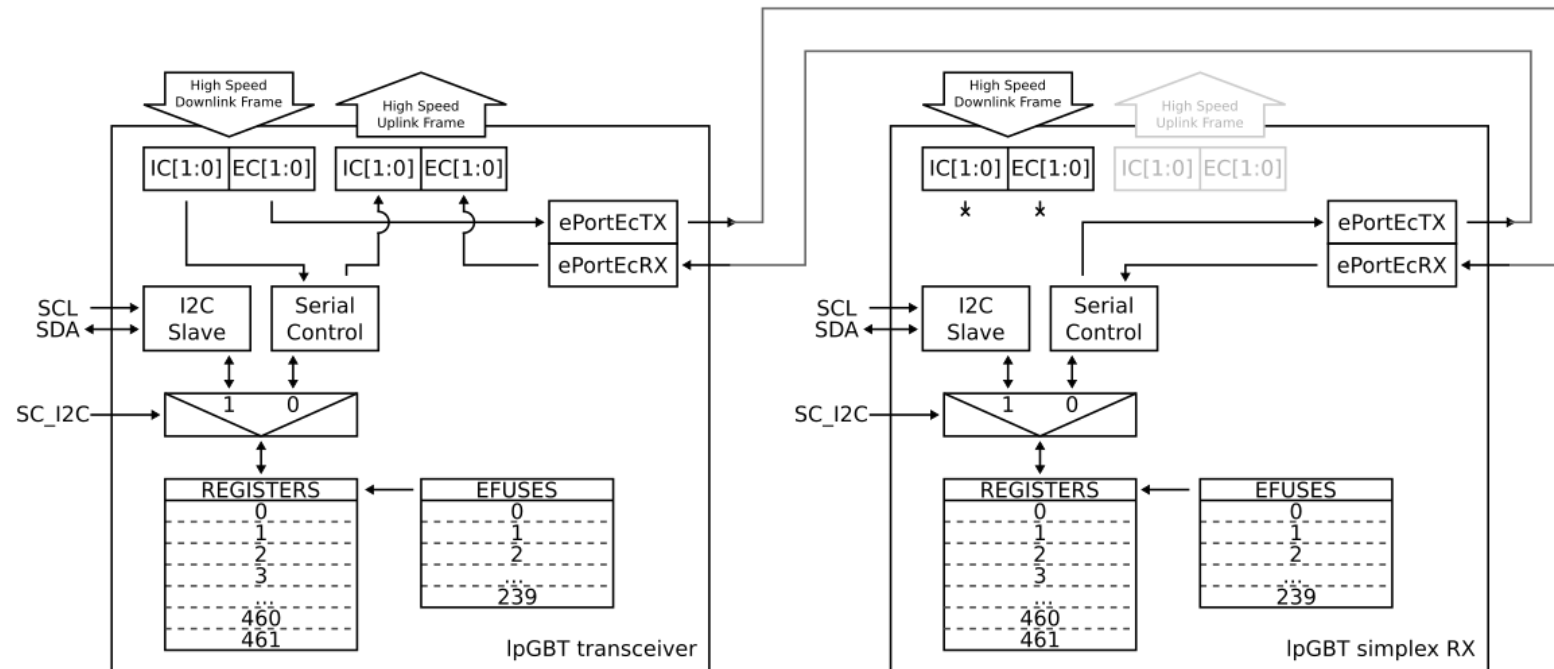 High Speed
Downlink Frame
High Speed
Uplink Frame
IC[1:0] EC[1:0]
IC[1:0] EC[1:0]
ePortEcTX
ePortEcRX
SCL
SDA
I2C
Slave
Serial
Control
1 0
SC_I2C
REGISTERS
0
1
2
3
...
460
461
EFUSES
0
1
2
...
239
lpGBT transceiver
High Speed
Downlink Frame
High Speed
Uplink Frame
IC[1:0] EC[1:0]
IC[1:0] EC[1:0]
ePortEcTX
ePortEcRX
SCL
SDA
I2C
Slave
Serial
Control
1 0
SC_I2C
REGISTERS
0
1
2
3
...
460
461
EFUSES
0
1
2
...
239
lpGBT simplex RX